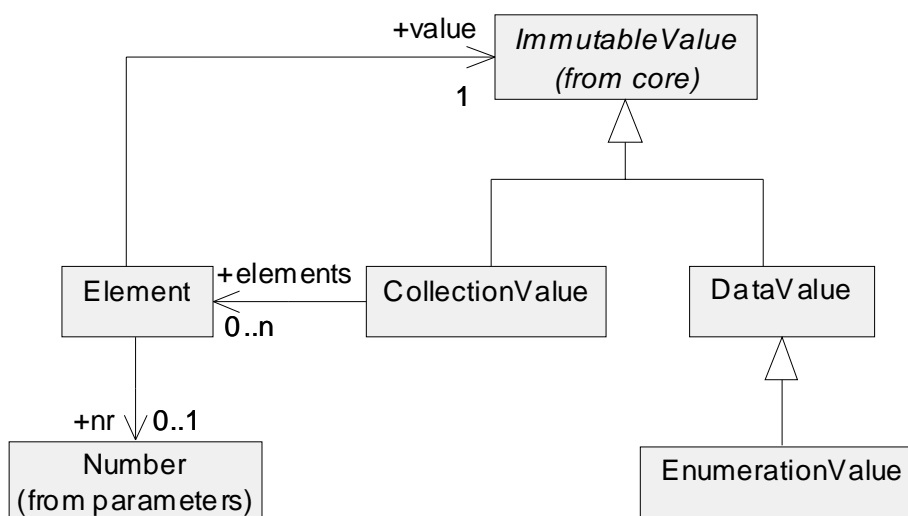 +value
ImmutableValue
(from core)
1
+elements
Element
CollectionValue
DataValue
0..n
+nr
0..1
Number
(from parameters)
EnumerationValue